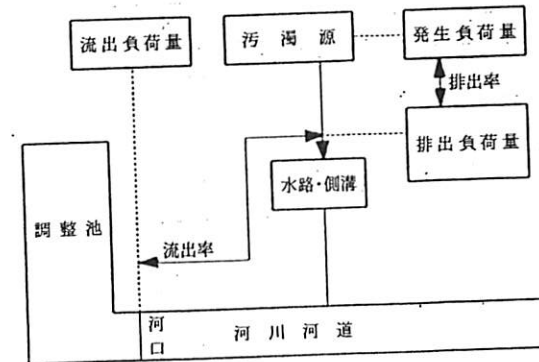 流出負荷量
汚濁源
発生負荷量
排出率
排出負荷量
水路・側溝
調整池
流出率
河口
河川河道